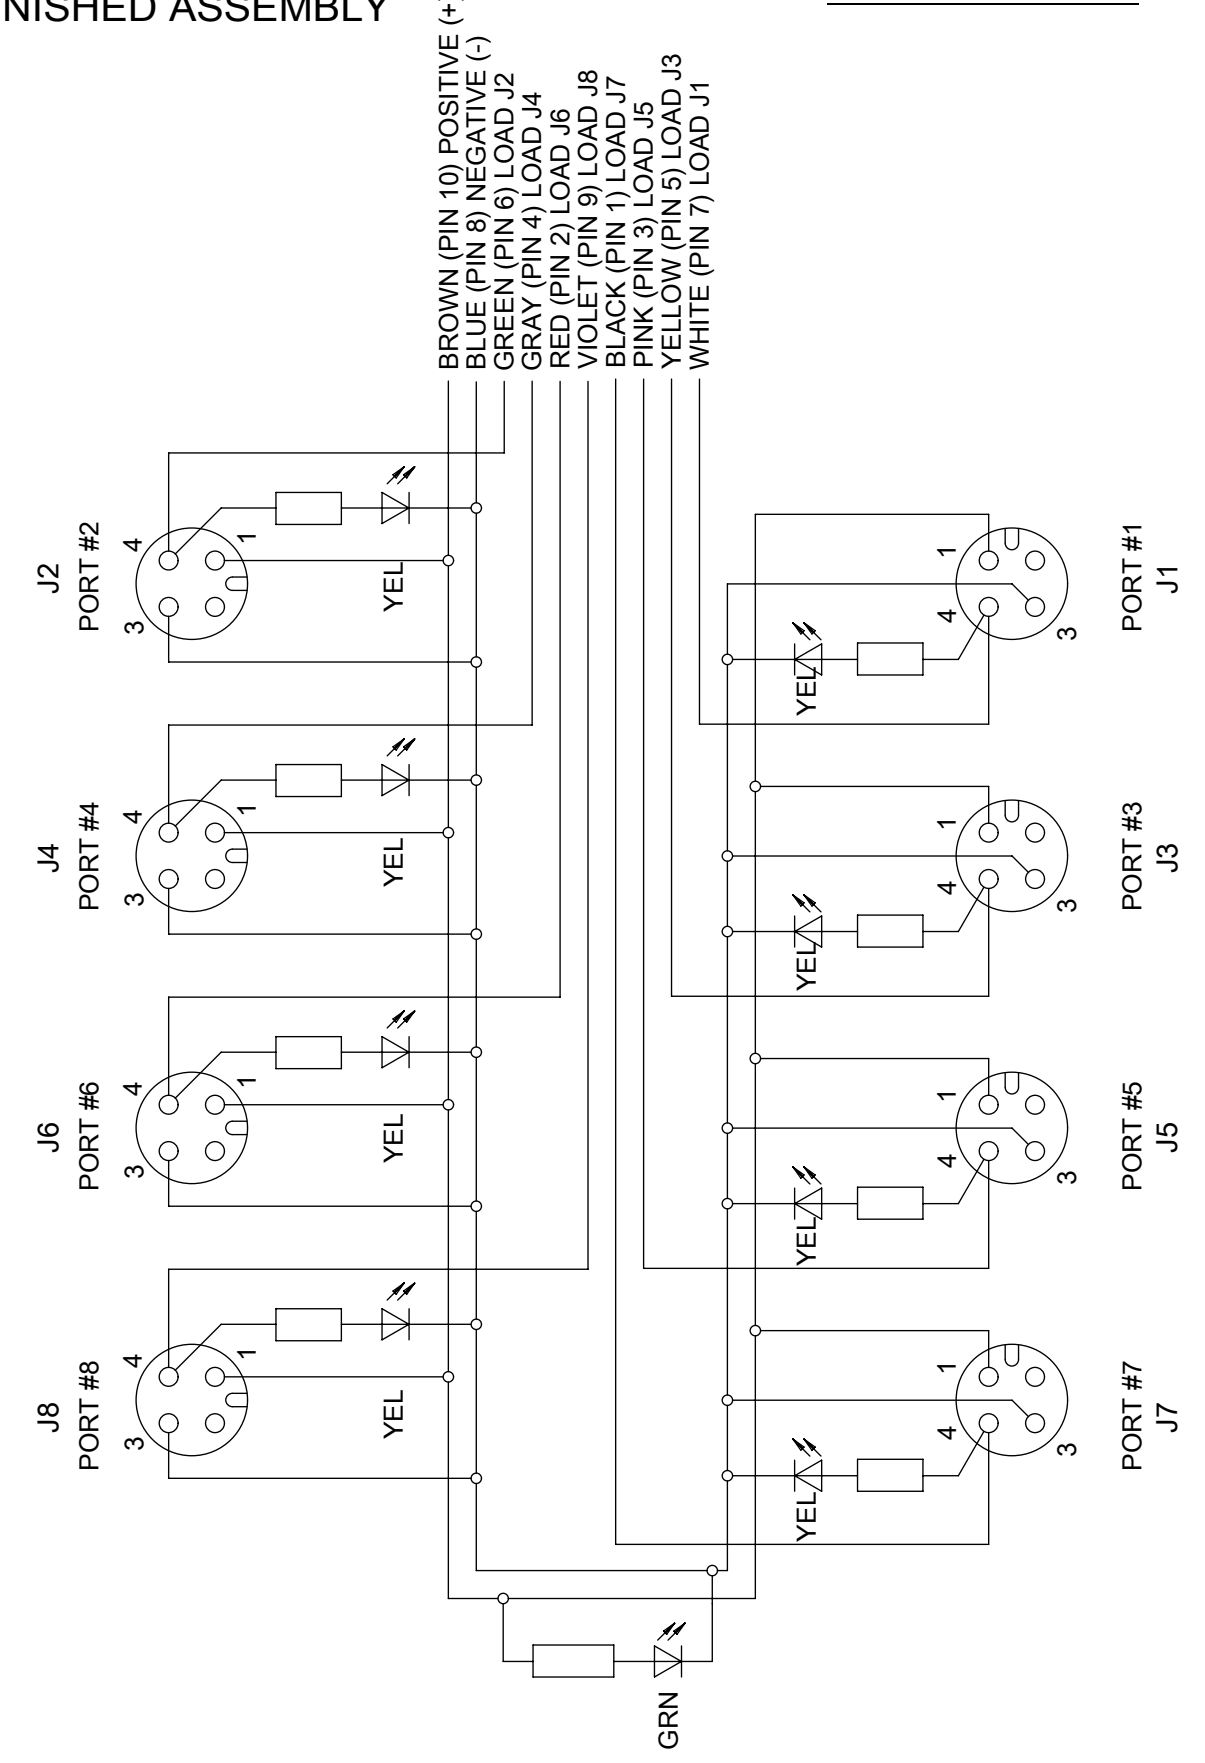 NISHED ASSEMBLY
BROWN (PIN 10) POSITIVE (+)
BLUE (PIN 8) NEGATIVE (-)
GREEN (PIN 6) LOAD J2
GRAY (PIN 4) LOAD J4
RED (PIN 2) LOAD J6
VIOLET (PIN 9) LOAD J8
BLACK (PIN 1) LOAD J7
PINK (PIN 3) LOAD J5
YELLOW (PIN 5) LOAD J3
WHITE (PIN 7) LOAD J1
J2
PORT #2
4
1
3
YEL
J4
PORT #4
4
1
3
YEL
J6
PORT #6
4
1
3
YEL
J8
PORT #8
4
1
3
YEL
1
4
3
YEL
PORT #1
J1
1
4
3
YEL
PORT #3
J3
1
4
3
YEL
PORT #5
J5
1
4
3
YEL
PORT #7
J7
GRN